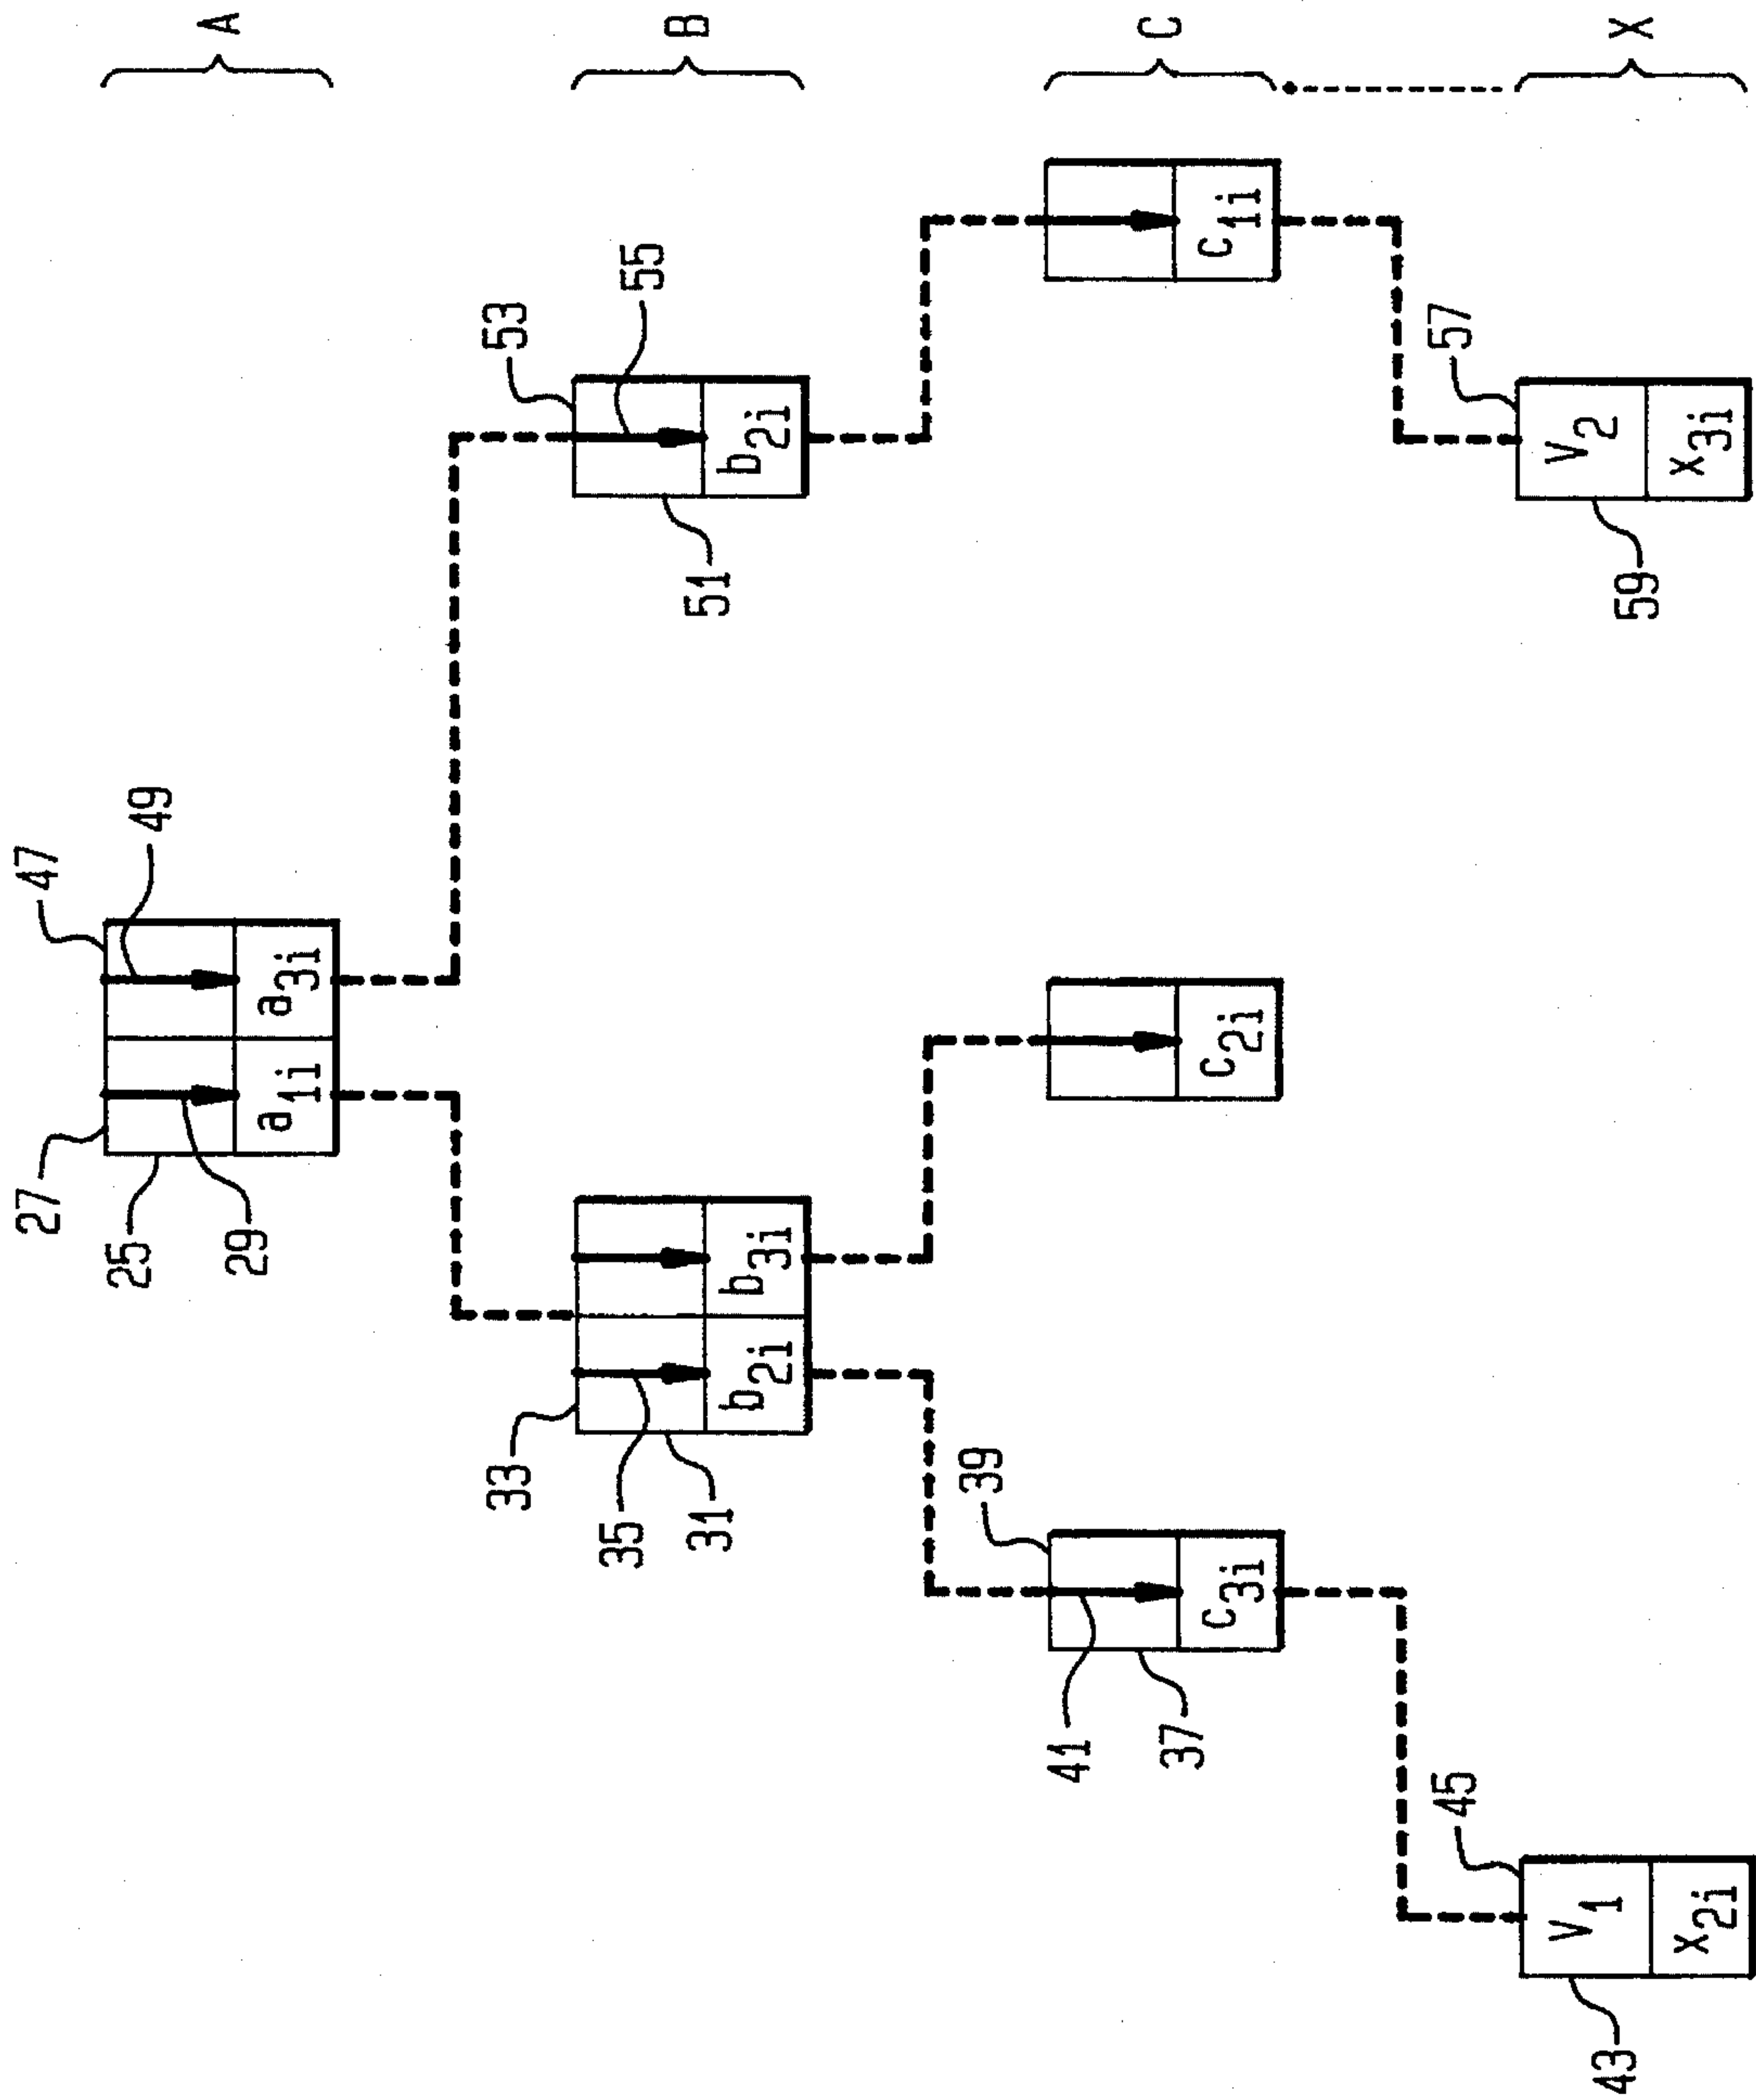 27 47
25 49
A
29
a1i a3i
33 53
35 55
B
31 51
b2i b3i b2i
39
41
C
37
c3i c2i c1i
45 57
V1 V2
X
43 59
x2i x3i